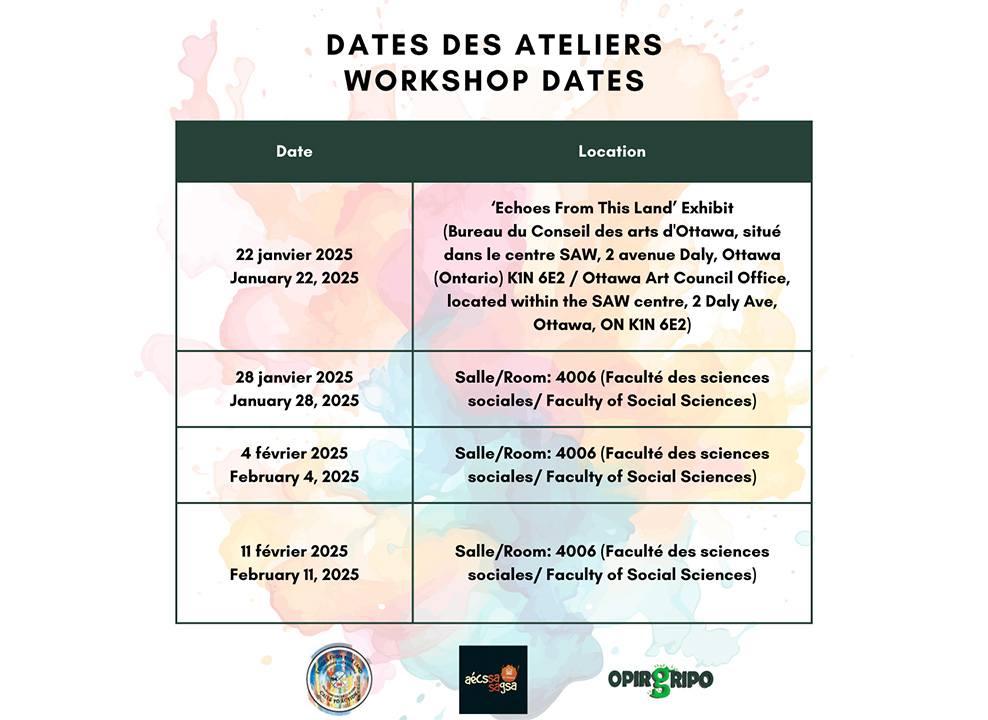 DATES DES ATELIERS
WORKSHOP DATES
Date
Location
22 janvier 2025
January 22, 2025
‘Echoes From This Land’ Exhibit
(Bureau du Conseil des arts d'Ottawa, situé
dans le centre SAW, 2 avenue Daly, Ottawa
(Ontario) K1N 6E2 / Ottawa Art Council Office,
located within the SAW centre, 2 Daly Ave,
Ottawa, ON K1N 6E2)
28 janvier 2025
January 28, 2025
Salle/Room: 4006 (Faculté des sciences
sociales/ Faculty of Social Sciences)
4 février 2025
February 4, 2025
Salle/Room: 4006 (Faculté des sciences
sociales/ Faculty of Social Sciences)
11 février 2025
February 11, 2025
Salle/Room: 4006 (Faculté des sciences
sociales/ Faculty of Social Sciences)
CALLS TO ACTION
aécssa
sagsa
OPIRgRIPO